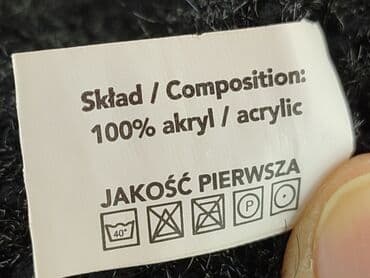 Skład / Composition:
100% akryl / acrylic
JAKOŚĆ PIERWSZA
40° P